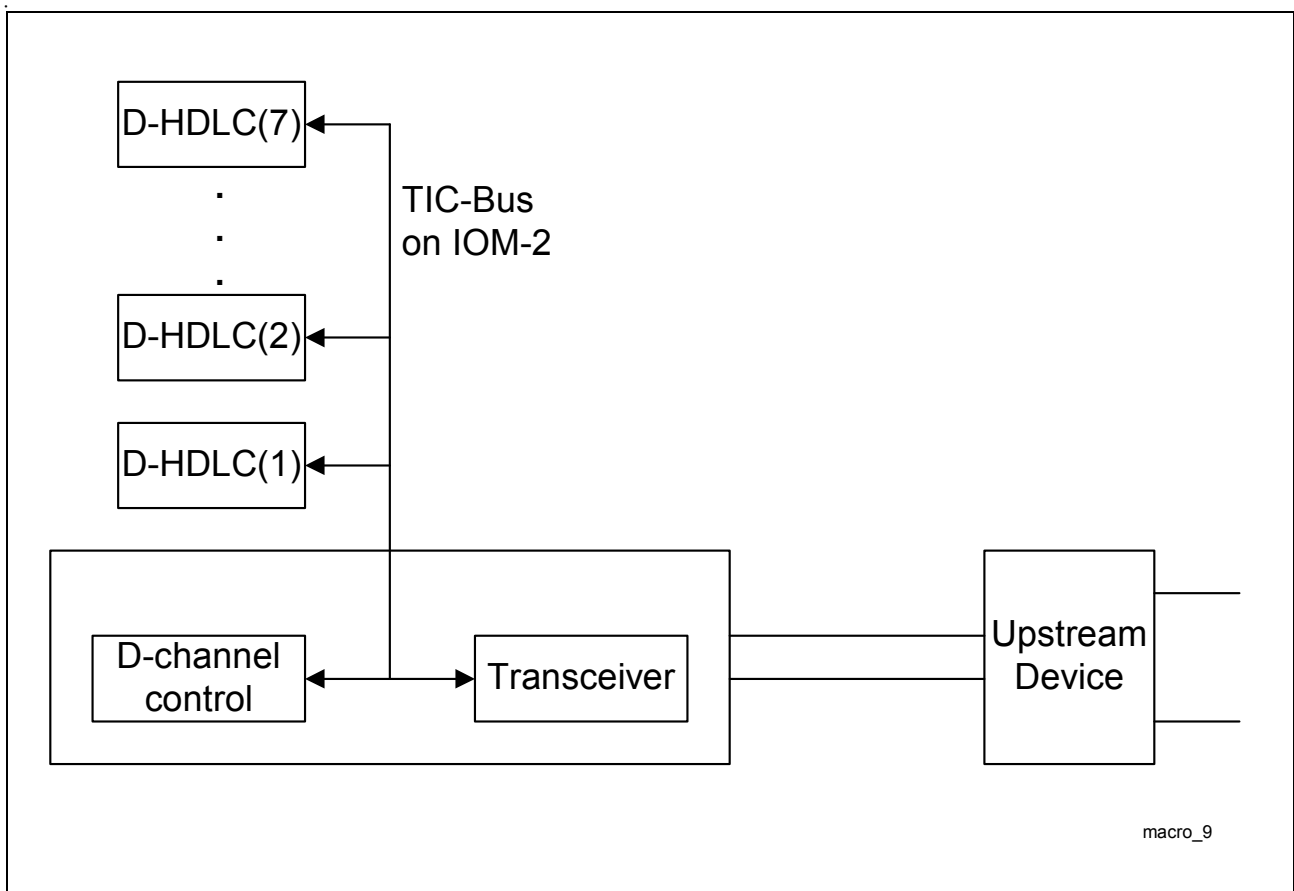 D-HDLC(7)
TIC-Bus
on IOM-2
D-HDLC(2)
D-HDLC(1)
D-channel
control
Transceiver
Upstream
Device
macro_9